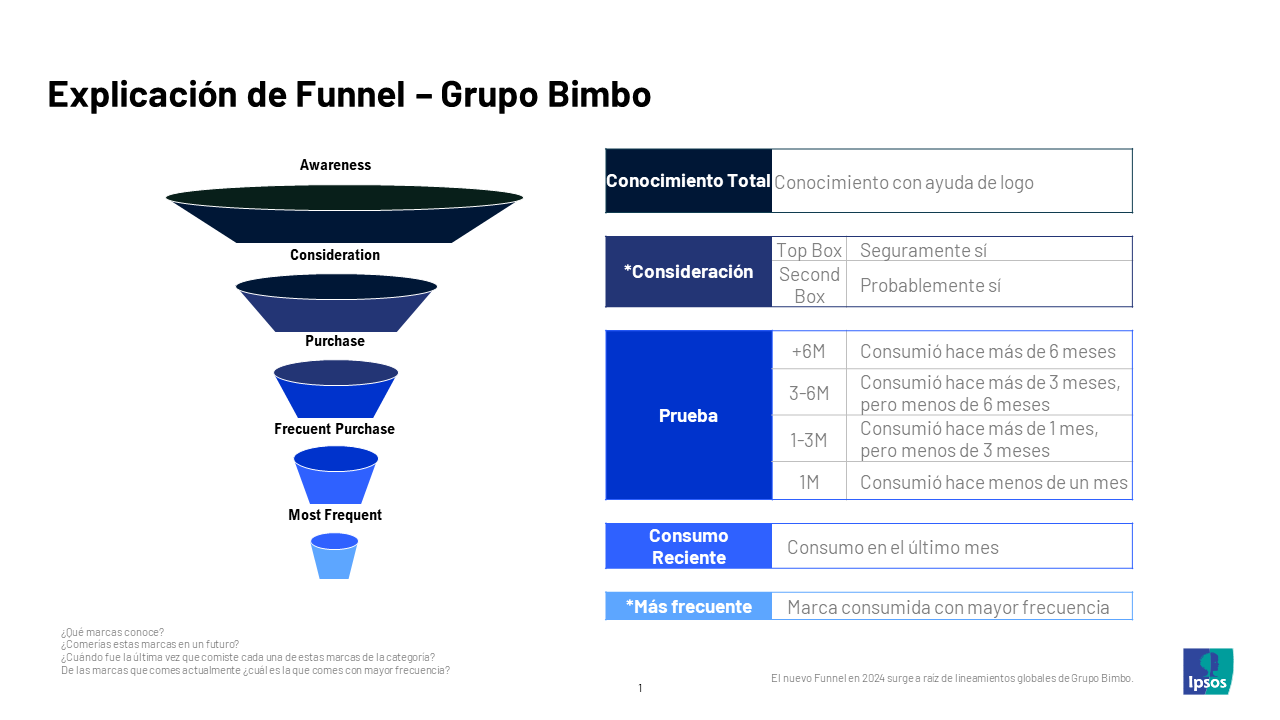 Explicación de Funnel – Grupo Bimbo
Awareness
Consideration
Purchase
Frecuent Purchase
Most Frequent
Conocimiento Total
Conocimiento con ayuda de logo
*Consideración
Top Box
Seguramente sí
Second
Box
Probablemente sí
Prueba
+6M
Consumió hace más de 6 meses
3-6M
Consumió hace más de 3 meses,
pero menos de 6 meses
1-3M
Consumió hace más de 1 mes,
pero menos de 3 meses
1M
Consumió hace menos de un mes
Consumo
Reciente
Consumo en el último mes
*Más frecuente
Marca consumida con mayor frecuencia
¿Qué marcas conoce?
¿Comerías estas marcas en un futuro?
¿Cuándo fue la última vez que comiste cada una de estas marcas de la categoría?
De las marcas que comes actualmente ¿cuál es la que comes con mayor frecuencia?
El nuevo Funnel en 2024 surge a raíz de lineamientos globales de Grupo Bimbo.
1
Ipsos